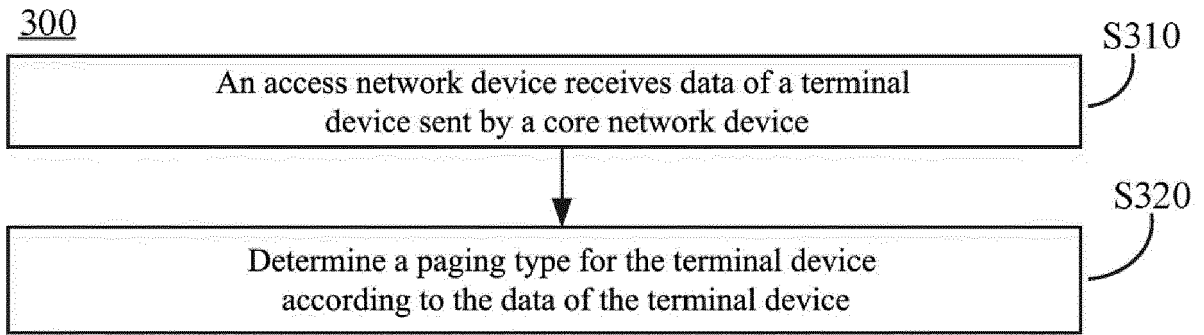 300
S310
An access network device receives data of a terminal
device sent by a core network device
S320
Determine a paging type for the terminal device
according to the data of the terminal device